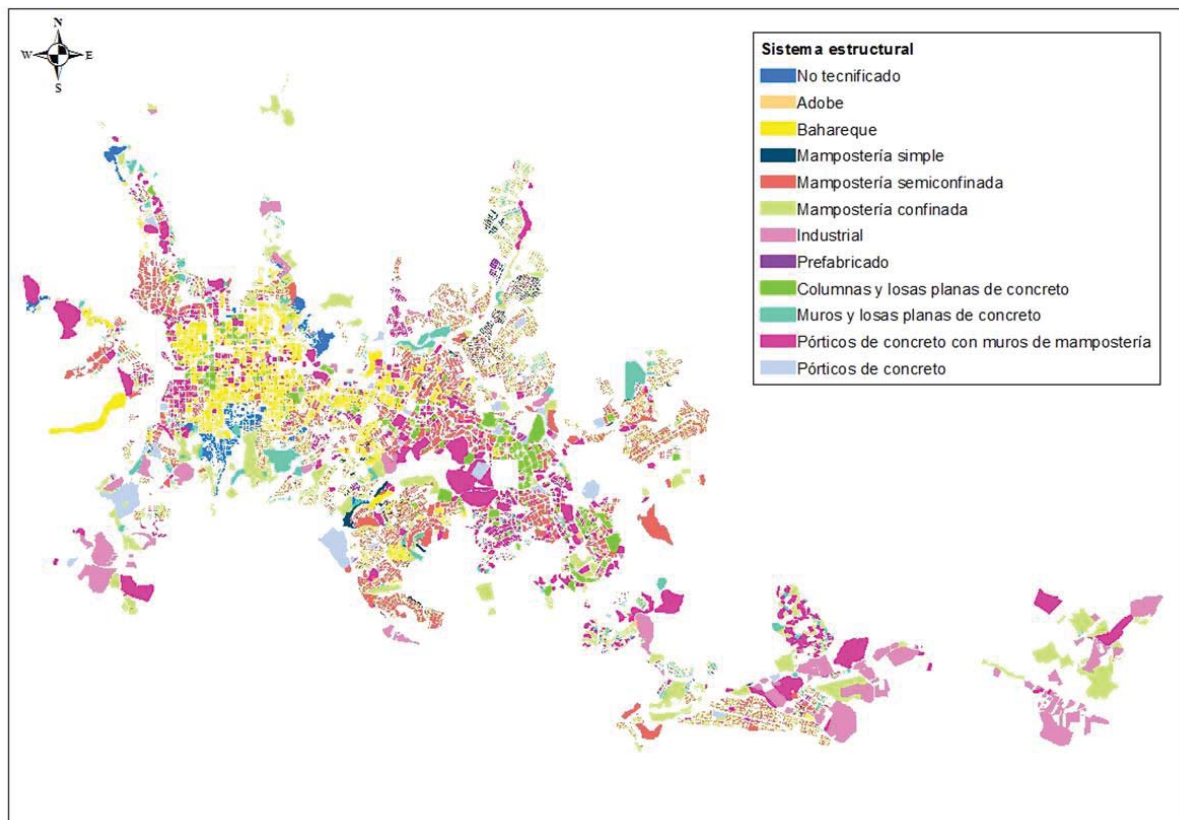 N
W E
S
Sistema estructural
No tecnificado
Adobe
Bahareque
Mampostería simple
Mampostería semiconfinada
Mampostería confinada
Industrial
Prefabricado
Columnas y losas planas de concreto
Muros y losas planas de concreto
Pórticos de concreto con muros de mampostería
Pórticos de concreto